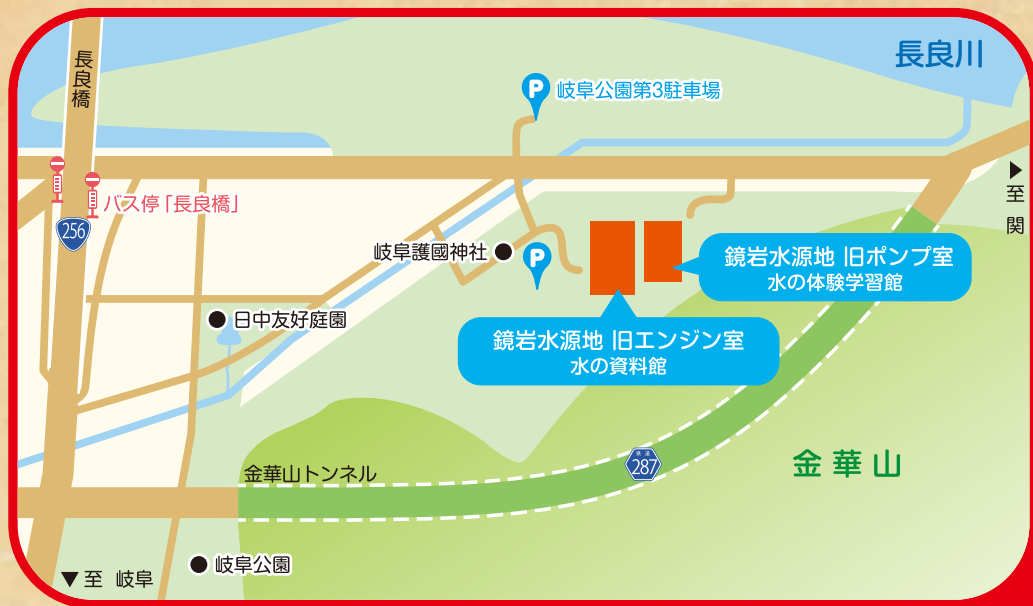 長良川
長良橋
P 岐阜公園第3駐車場
バス停「長良橋」
至
関
256
岐阜護國神社
P
鏡岩水源地 旧ポンプ室
水の体験学習館
日中友好庭園
鏡岩水源地 旧エンジン室
水の資料館
金華山トンネル
県道
287
金華山
岐阜公園
至 岐阜